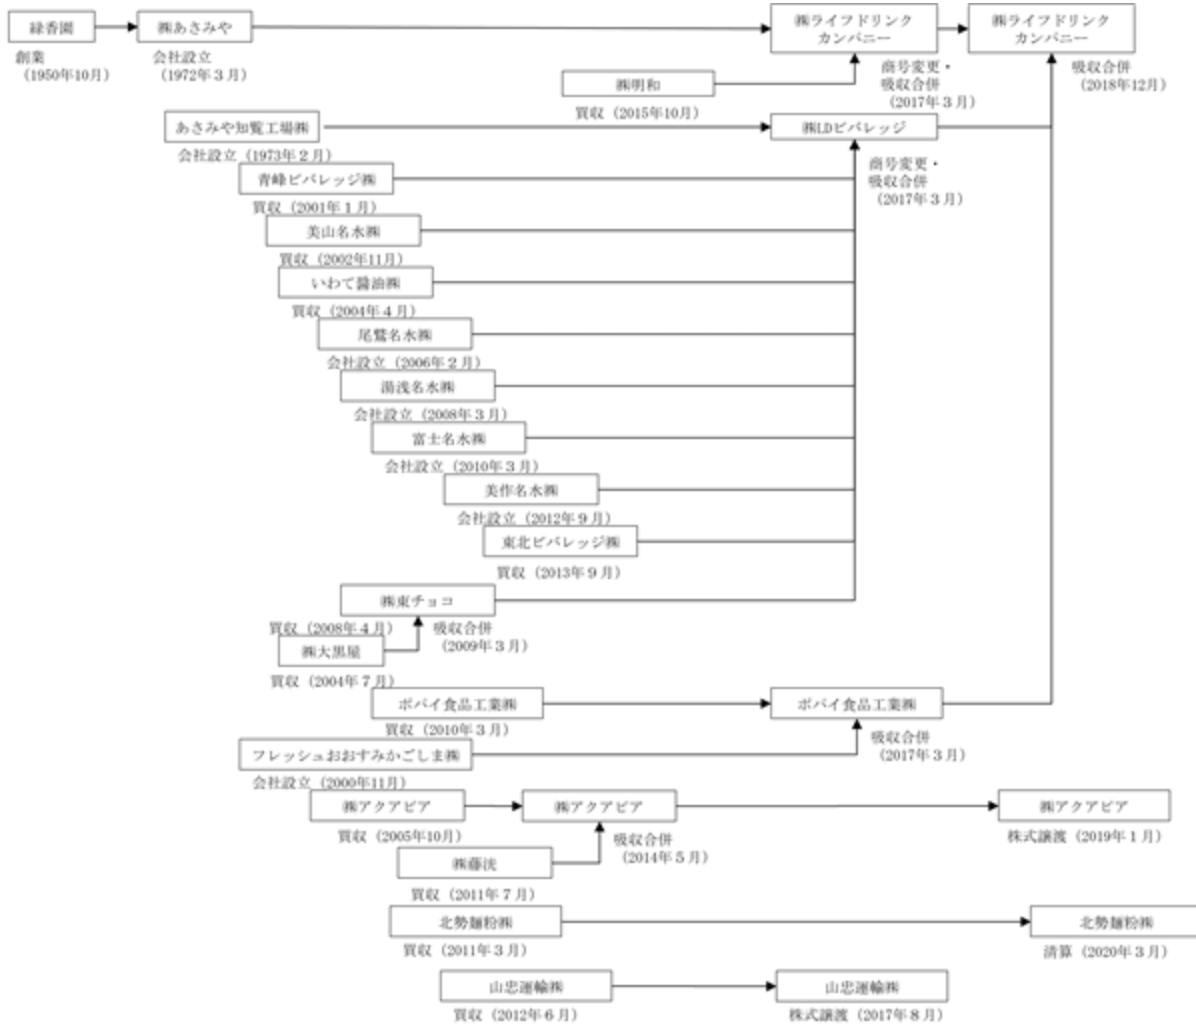 緑香園
㈱あさみや
㈱ライフドリンク
カンパニー
㈱ライフドリンク
カンパニー
創業
（1950年10月）
会社設立
（1972年３月）
商号変更・
吸収合併
（2017年３月）
吸収合併
（2018年12月）
㈱明和
買収（2015年10月）
あさみや知覧工場㈱
㈱LDビバレッジ
会社設立（1973年２月）
商号変更・
吸収合併
（2017年３月）
青峰ビバレッジ㈱
買収（2001年１月）
美山名水㈱
買収（2002年11月）
いわて醤油㈱
買収（2004年４月）
尾鷲名水㈱
会社設立（2006年２月）
湯浅名水㈱
会社設立（2008年３月）
富士名水㈱
会社設立（2010年３月）
美作名水㈱
会社設立（2012年９月）
東北ビバレッジ㈱
買収（2013年９月）
㈱東チョコ
買収（2008年４月）
吸収合併
（2009年３月）
㈱大黒屋
買収（2004年７月）
ポパイ食品工業㈱
ポパイ食品工業㈱
買収（2010年３月）
吸収合併
（2017年３月）
フレッシュおおすみかごしま㈱
会社設立（2000年11月）
㈱アクアピア
㈱アクアピア
㈱アクアピア
買収（2005年10月）
吸収合併
（2014年５月）
株式譲渡（2019年１月）
㈱藤洸
買収（2011年７月）
北勢麺粉㈱
北勢麺粉㈱
買収（2011年３月）
清算（2020年３月）
山忠運輸㈱
山忠運輸㈱
買収（2012年６月）
株式譲渡（2017年８月）